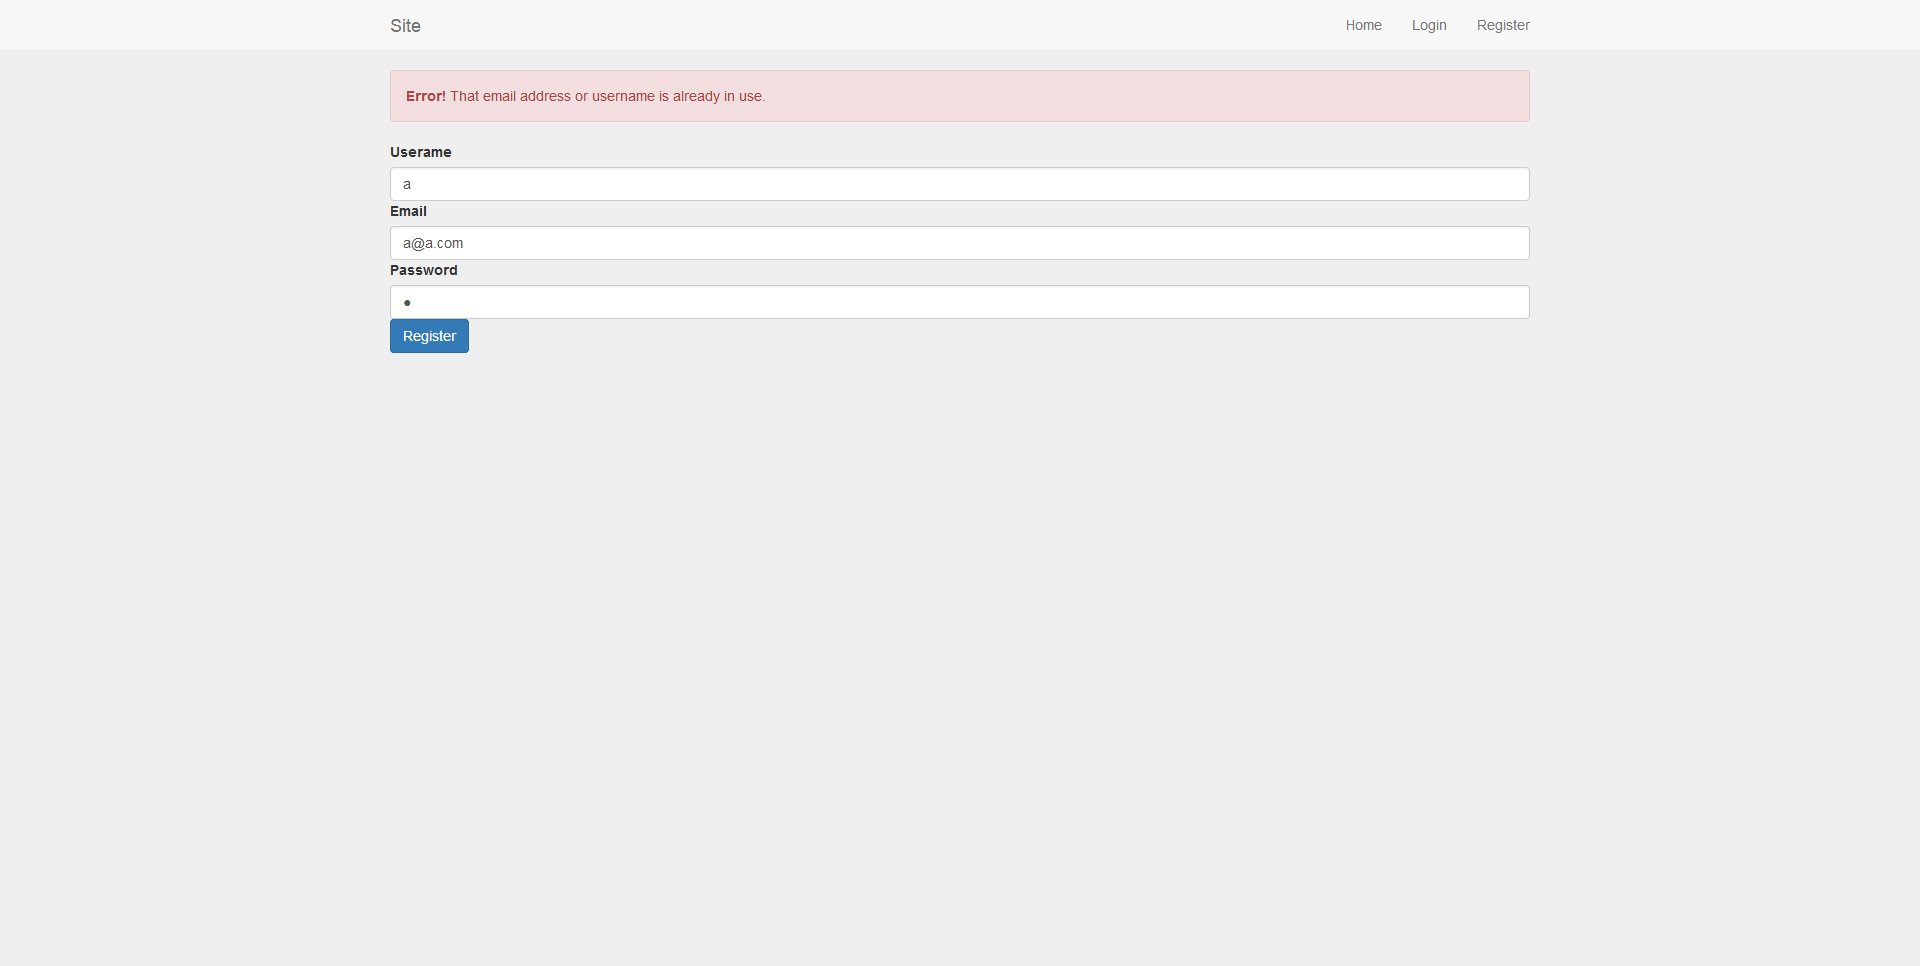 Site Home Login Register
Error! That email address or username is already in use.
Userame
a
Email
a@a.com
Password
●
Register